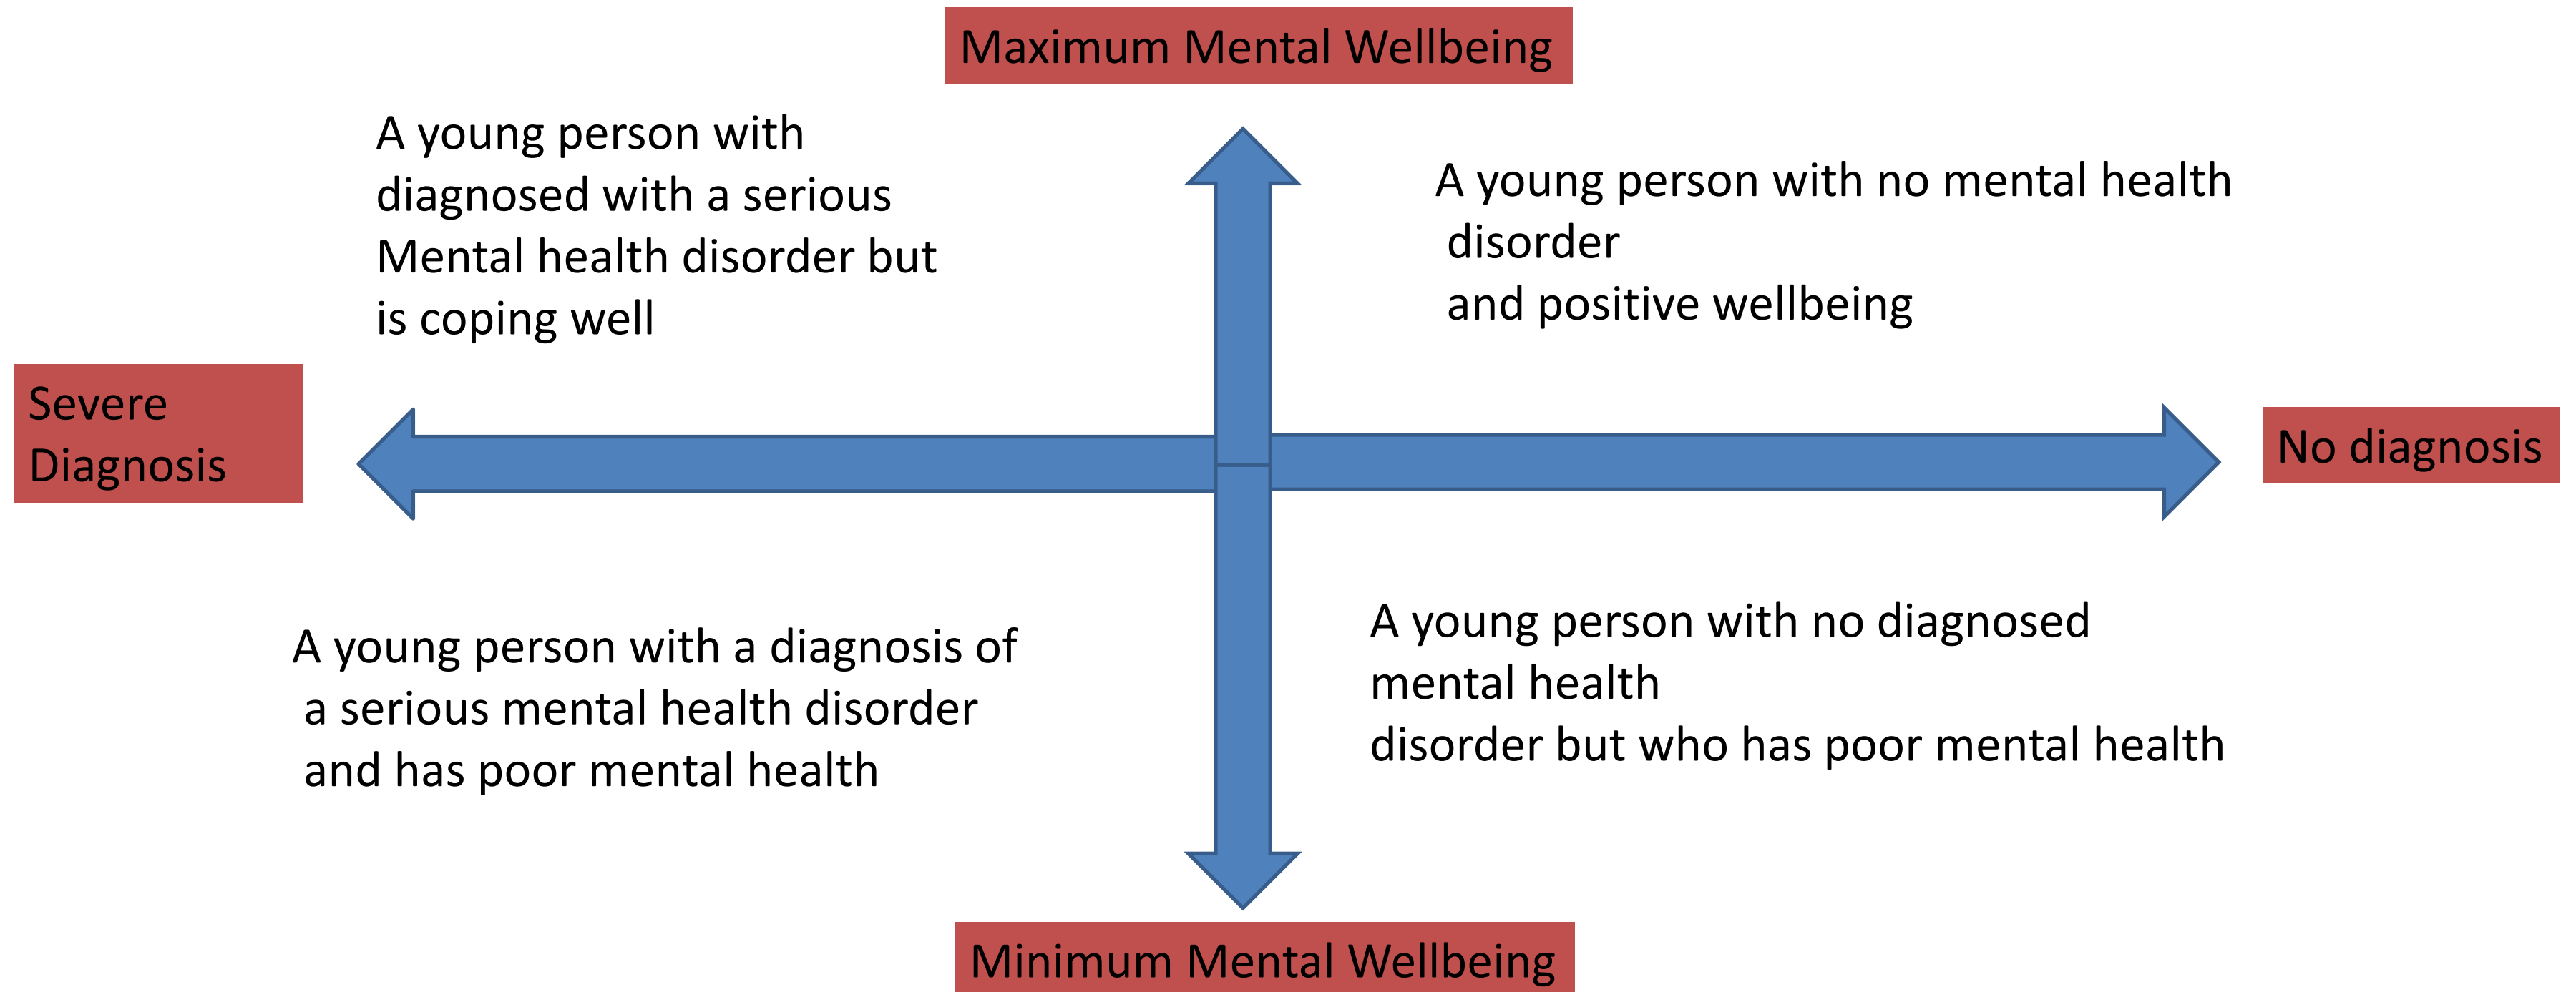 Maximum Mental Wellbeing
A young person with
diagnosed with a serious
Mental health disorder but
is coping well
A young person with no mental health
disorder
and positive wellbeing
Severe
Diagnosis
No diagnosis
A young person with a diagnosis of
a serious mental health disorder
and has poor mental health
A young person with no diagnosed
mental health
disorder but who has poor mental health
Minimum Mental Wellbeing